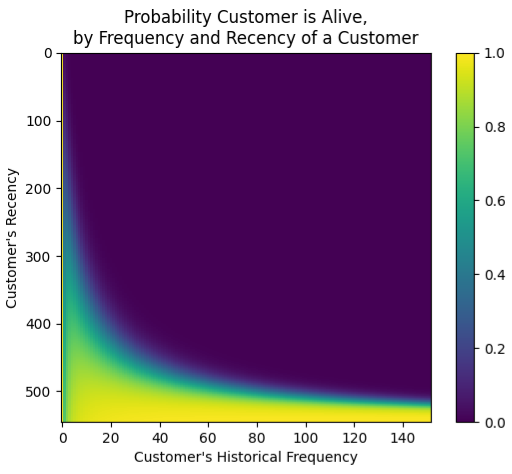 Probability Customer is Alive,
by Frequency and Recency of a Customer
0
100
200
300
400
500
Customer's Recency
0 20 40 60 80 100 120 140
Customer's Historical Frequency
1.0
0.8
0.6
0.4
0.2
0.0